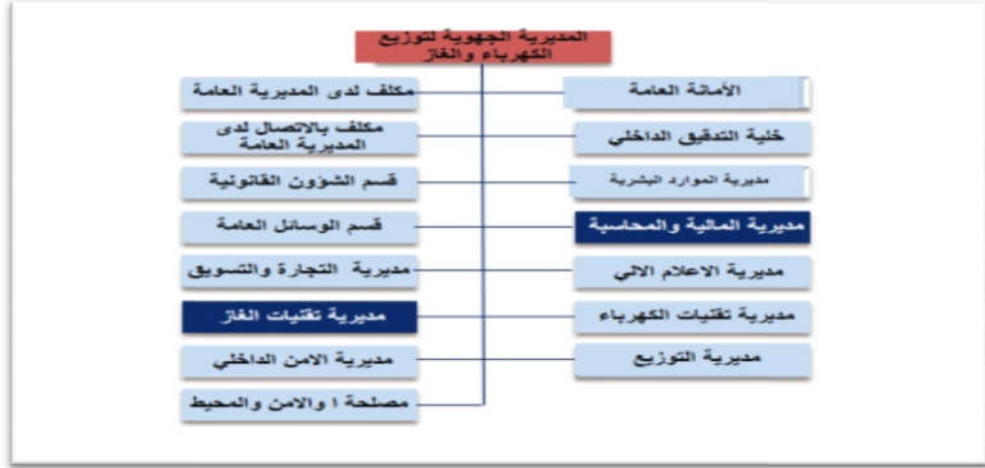 المديرية الجهوية لتوزيع
الكهرباء والغاز
الأمانة العامة
مكلف لدى المديرية العامة
خلية التدقيق الداخلي
مكلف بالاتصال لدى
المديرية العامة
مديرية الموارد البشرية
قسم الشؤون القانونية
مديرية المالية والمحاسبة
قسم الوسائل العامة
مديرية الاعلام الالي
مديرية التجارة والتسويق
مديرية تقنيات الكهرباء
مديرية تقنيات الغاز
مديرية التوزيع
مديرية الامن الداخلي
مصلحة ا والامن والمحيط